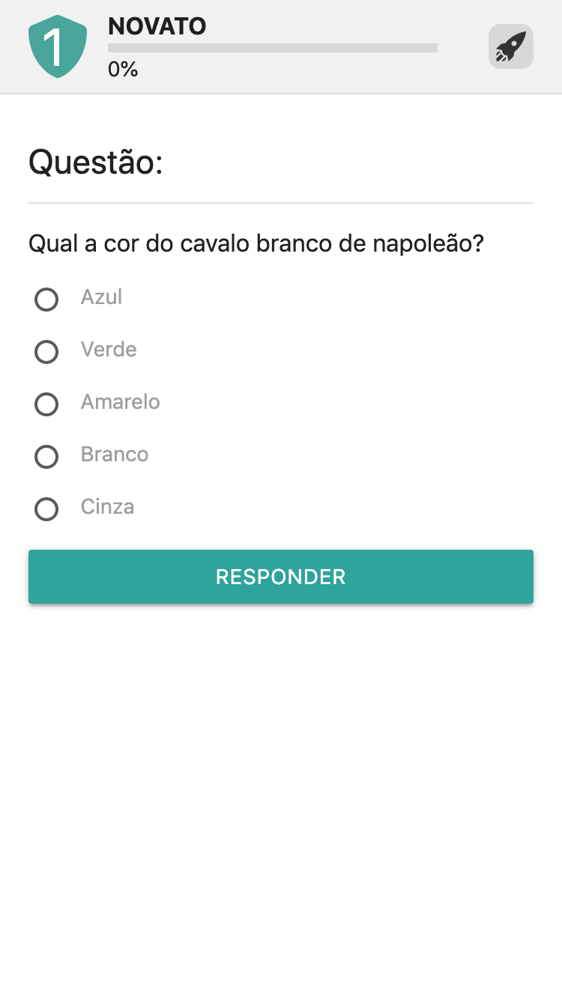 1
NOVATO
0%
Questão:
Qual a cor do cavalo branco de napoleão?
Azul
Verde
Amarelo
Branco
Cinza
RESPONDER